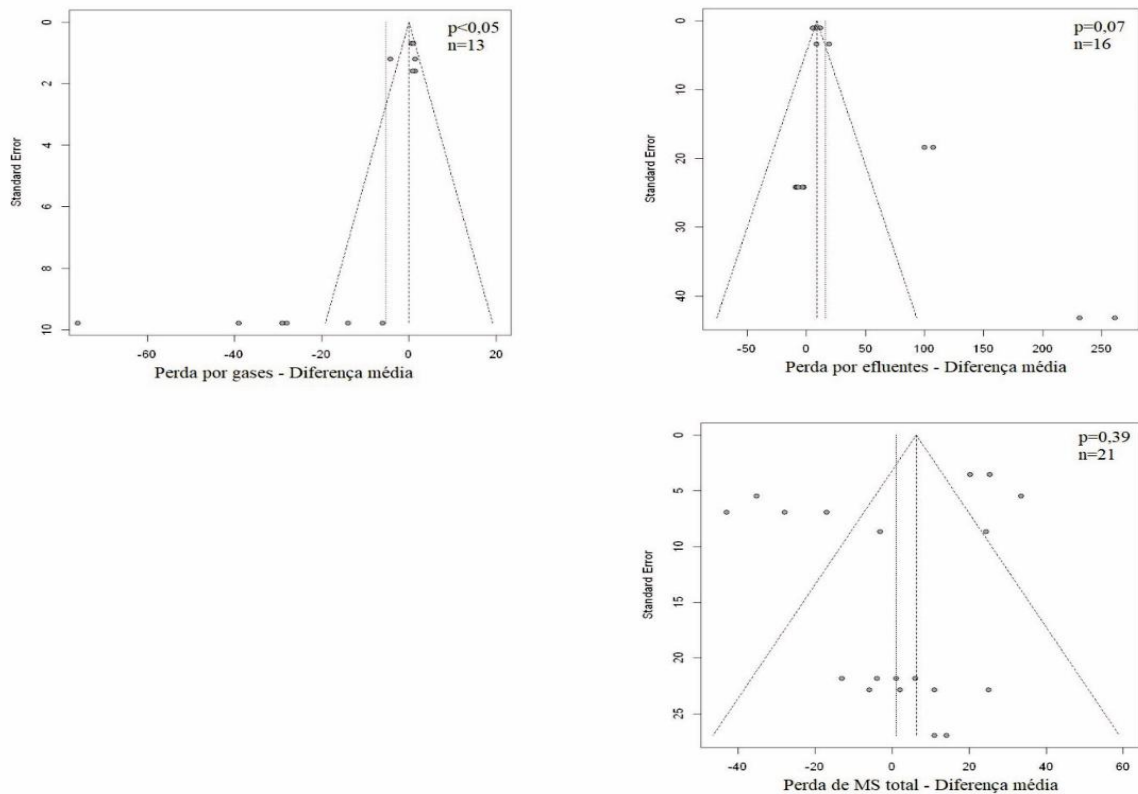 p<0,05
n=13
Standard Error
0
2
4
6
8
10
-60
-40
-20
0
20
Perda por gases - Diferença média
p=0,07
n=16
Standard Error
0
10
20
30
40
-50
0
50
100
150
200
250
Perda por efluentes - Diferença média
p=0,39
n=21
Standard Error
0
5
10
15
20
25
-40
-20
0
20
40
60
Perda de MS total - Diferença média